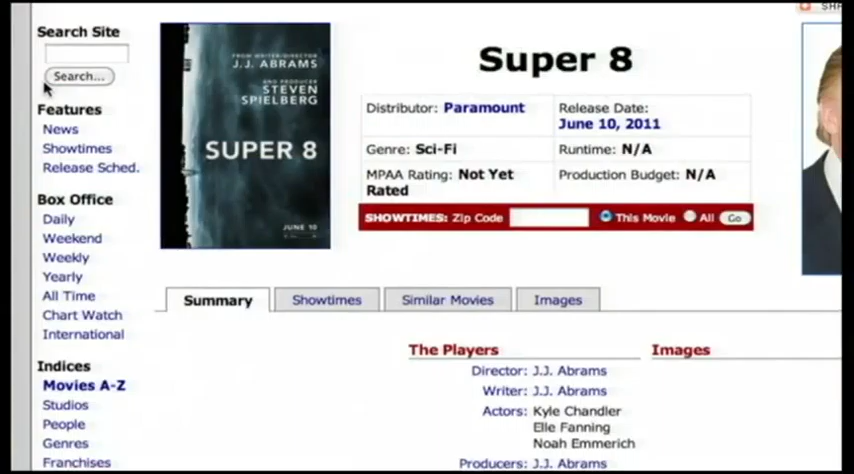 SHR
Search Site
Search...
Features
News
Showtimes
Release Sched.
Box Office
Daily
Weekend
Weekly
Yearly
All Time
Chart Watch
International
Indices
Movies A-Z
Studios
People
Genres
Franchises
FROM WRITER/DIRECTOR
J.J. ABRAMS
AND PRODUCER
STEVEN
SPIELBERG
SUPER 8
JUNE 10
Super 8
Distributor: Paramount
Release Date:
June 10, 2011
Genre: Sci-Fi
Runtime: N/A
MPAA Rating: Not Yet
Rated
Production Budget: N/A
SHOWTIMES: Zip Code This Movie All Go
Summary Showtimes Similar Movies Images
The Players
Director: J.J. Abrams
Writer: J.J. Abrams
Actors: Kyle Chandler
Elle Fanning
Noah Emmerich
Producers: J.J. Abrams
Images